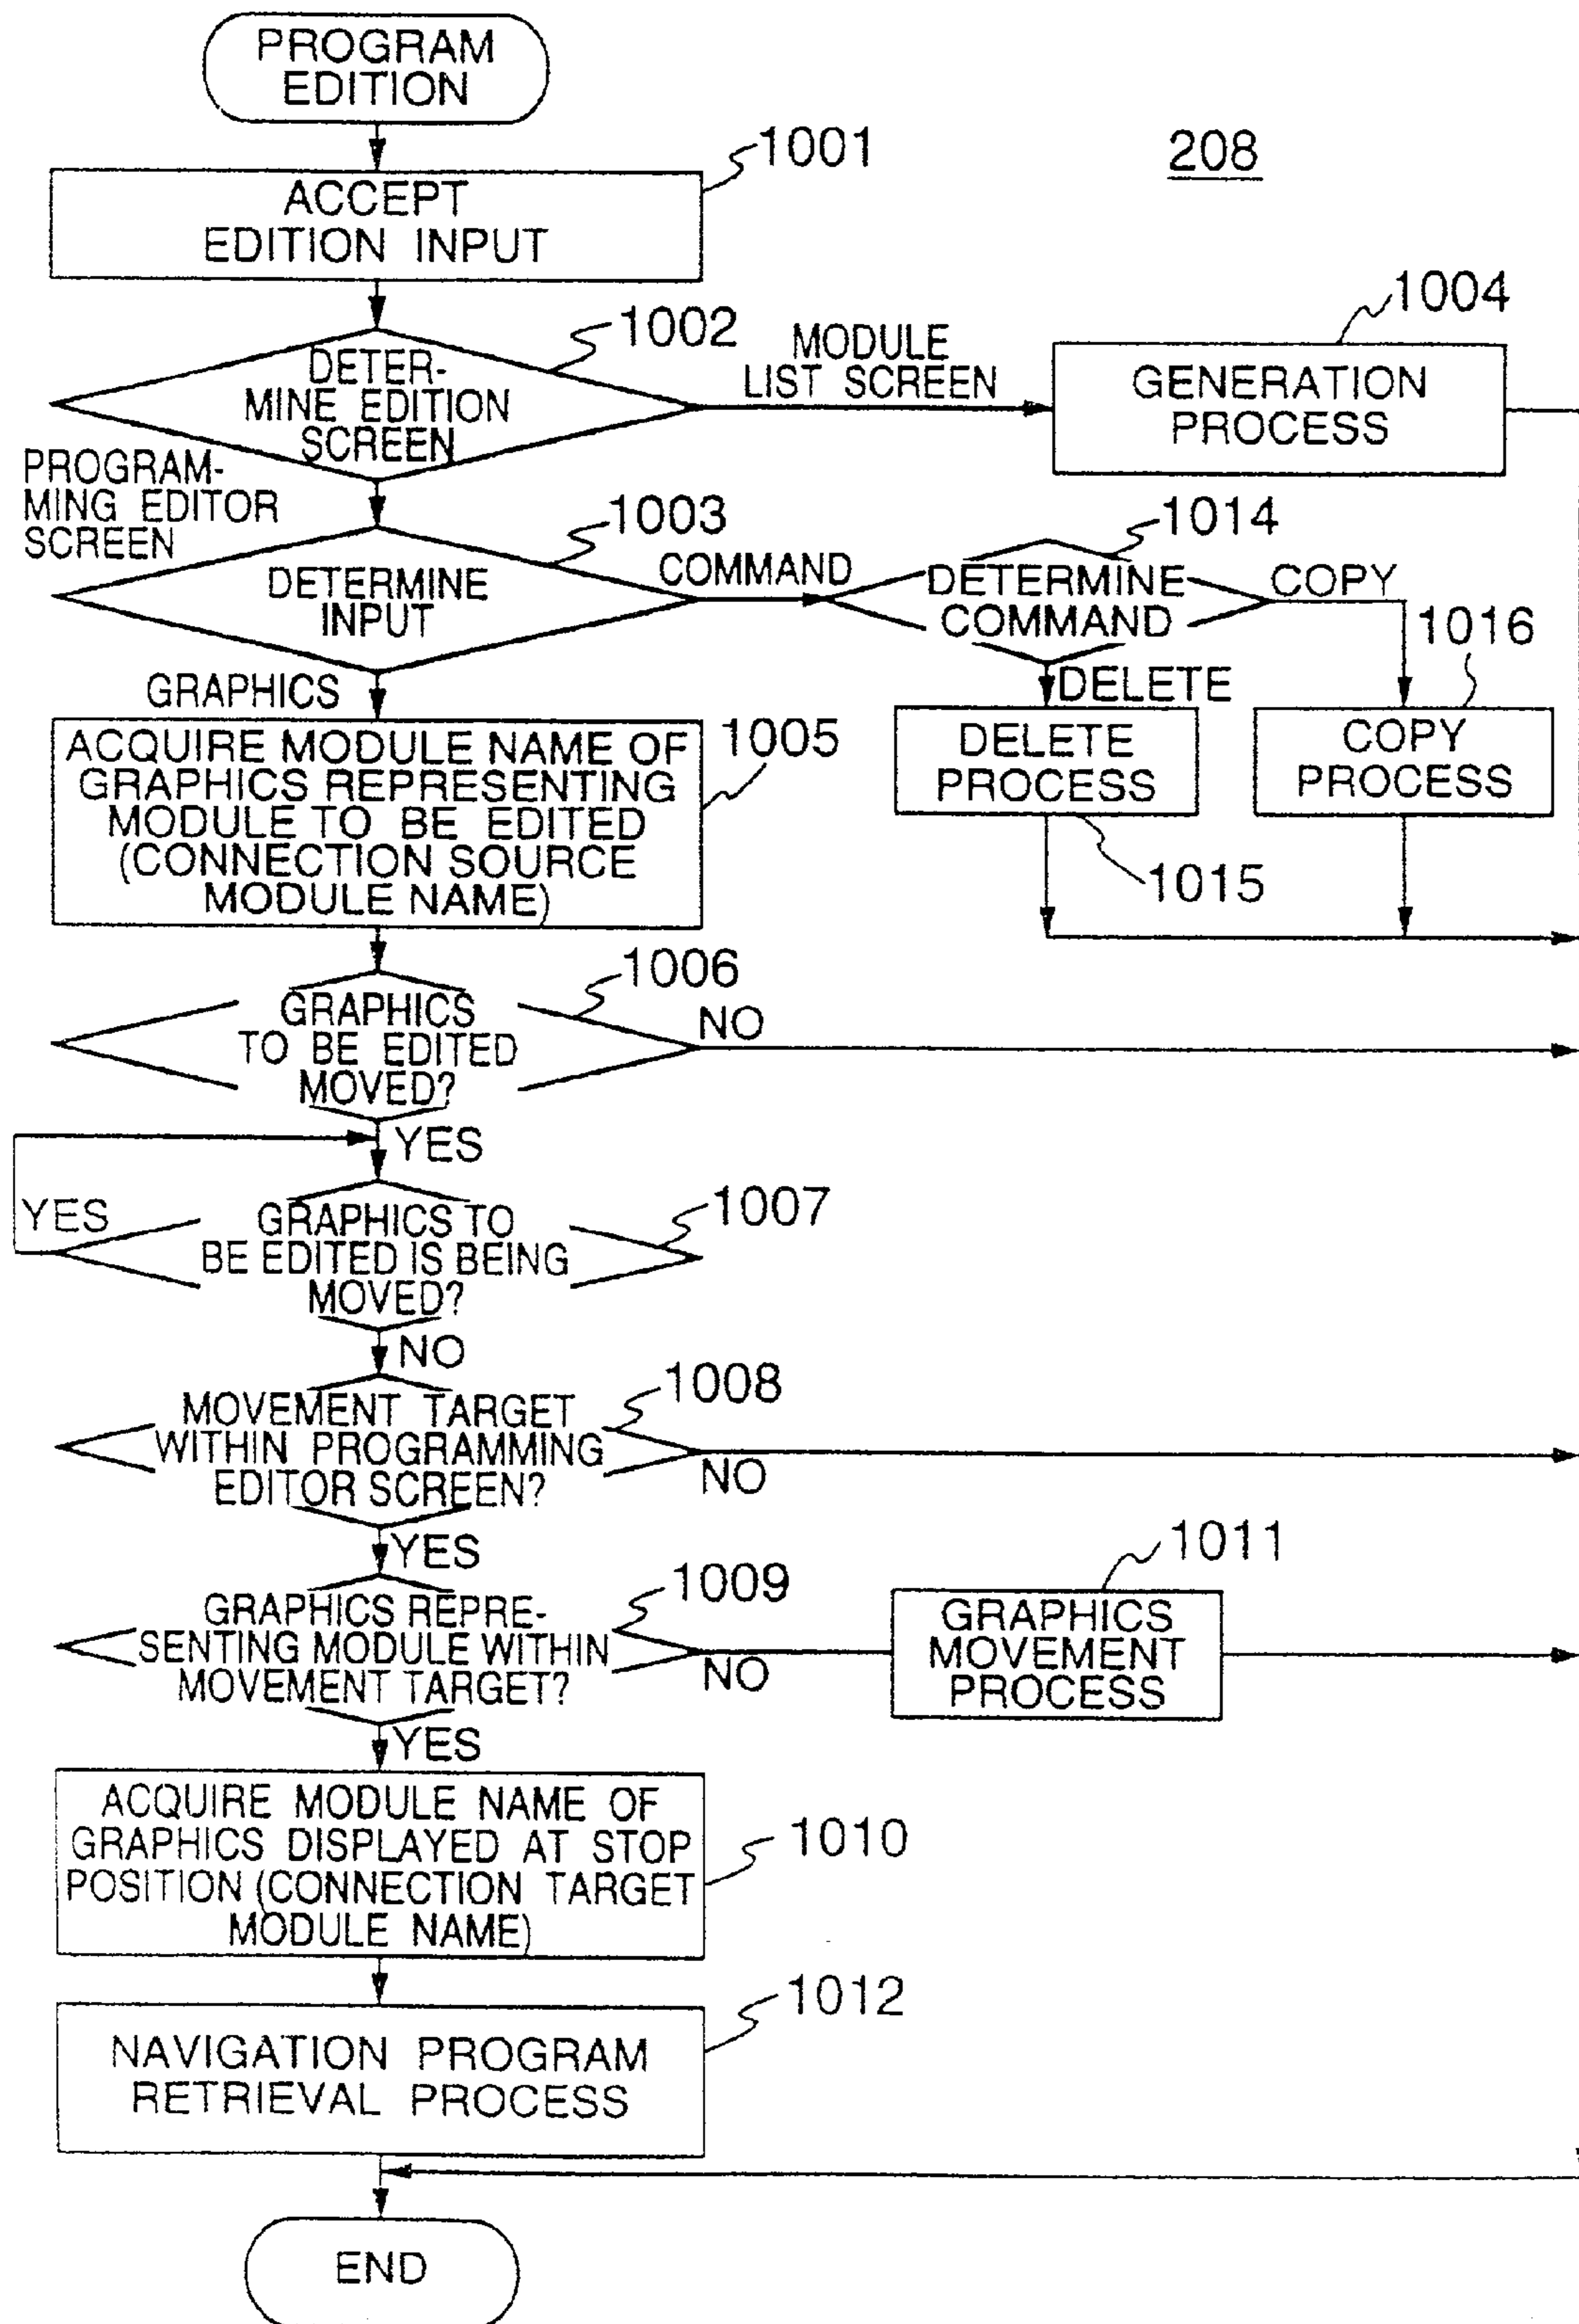 PROGRAM
EDITION
1001
208
ACCEPT
EDITION INPUT
1002
DETER-
MINE EDITION
SCREEN
MODULE
LIST SCREEN
1004
GENERATION
PROCESS
PROGRAM-
MING EDITOR
SCREEN
1003
DETERMINE
INPUT
COMMAND
1014
DETERMINE
COMMAND
COPY
1016
GRAPHICS
DELETE
ACQUIRE MODULE NAME OF
GRAPHICS REPRESENTING
MODULE TO BE EDITED
(CONNECTION SOURCE
MODULE NAME)
1005
DELETE
PROCESS
1015
COPY
PROCESS
1006
GRAPHICS
TO BE EDITED
MOVED?
NO
YES
YES
1007
GRAPHICS TO
BE EDITED IS BEING
MOVED?
NO
1008
MOVEMENT TARGET
WITHIN PROGRAMMING
EDITOR SCREEN?
NO
YES
1009
GRAPHICS REPRE-
SENTING MODULE WITHIN
MOVEMENT TARGET?
NO
1011
GRAPHICS
MOVEMENT
PROCESS
YES
ACQUIRE MODULE NAME OF
GRAPHICS DISPLAYED AT STOP
POSITION (CONNECTION TARGET
MODULE NAME)
1010
1012
NAVIGATION PROGRAM
RETRIEVAL PROCESS
END